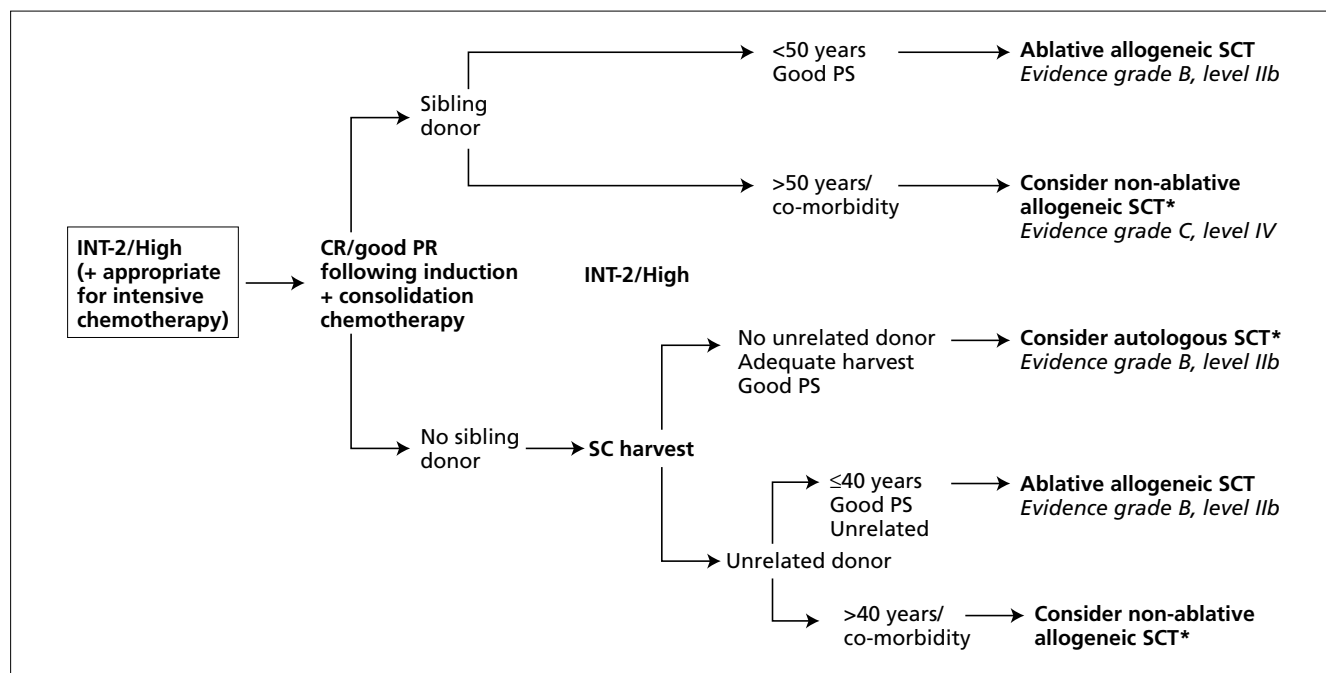 INT-2/High
(+ appropriate
for intensive
chemotherapy)
CR/good PR
following induction
+ consolidation
chemotherapy
Sibling
donor
<50 years
Good PS
Ablative allogeneic SCT
Evidence grade B, level IIb
>50 years/
co-morbidity
Consider non-ablative
allogeneic SCT*
Evidence grade C, level IV
INT-2/High
No sibling
donor
SC harvest
No unrelated donor
Adequate harvest
Good PS
Consider autologous SCT*
Evidence grade B, level IIb
Unrelated donor
≤40 years
Good PS
Unrelated
Ablative allogeneic SCT
Evidence grade B, level IIb
>40 years/
co-morbidity
Consider non-ablative
allogeneic SCT*